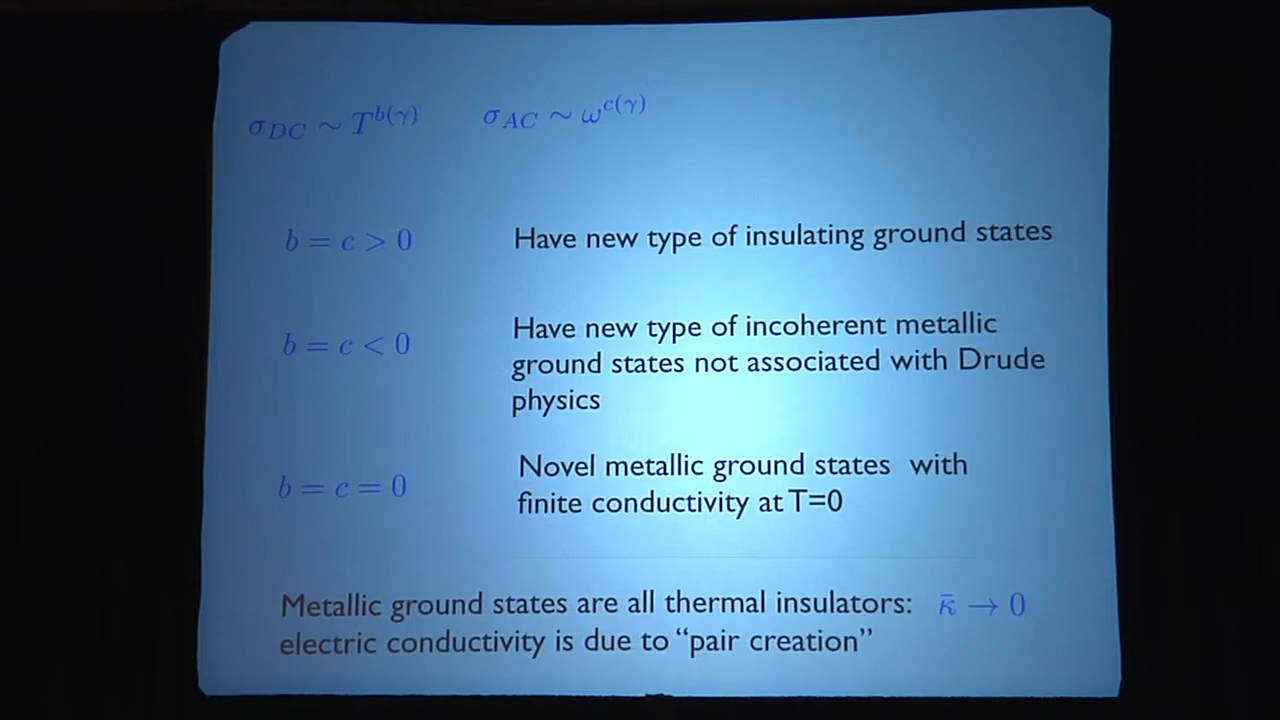 σ_DC ~ T^b(γ) σ_AC ~ ω^c(γ)
b = c > 0 Have new type of insulating ground states
b = c < 0 Have new type of incoherent metallic
ground states not associated with Drude
physics
b = c = 0 Novel metallic ground states with
finite conductivity at T=0
Metallic ground states are all thermal insulators: κ̄ → 0
electric conductivity is due to “pair creation”